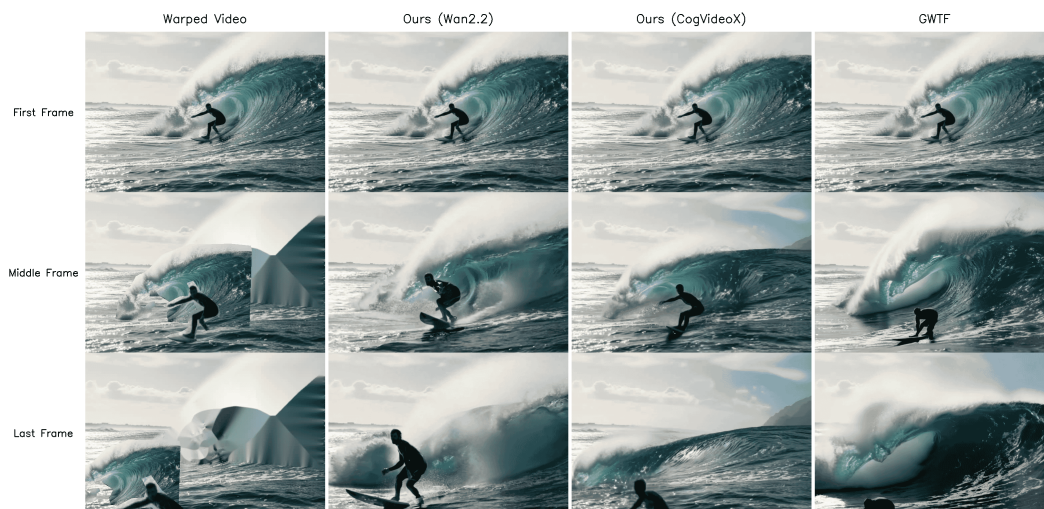 Warped Video
Ours (Wan2.2)
Ours (CogVideoX)
GWTF
First Frame
Middle Frame
Last Frame